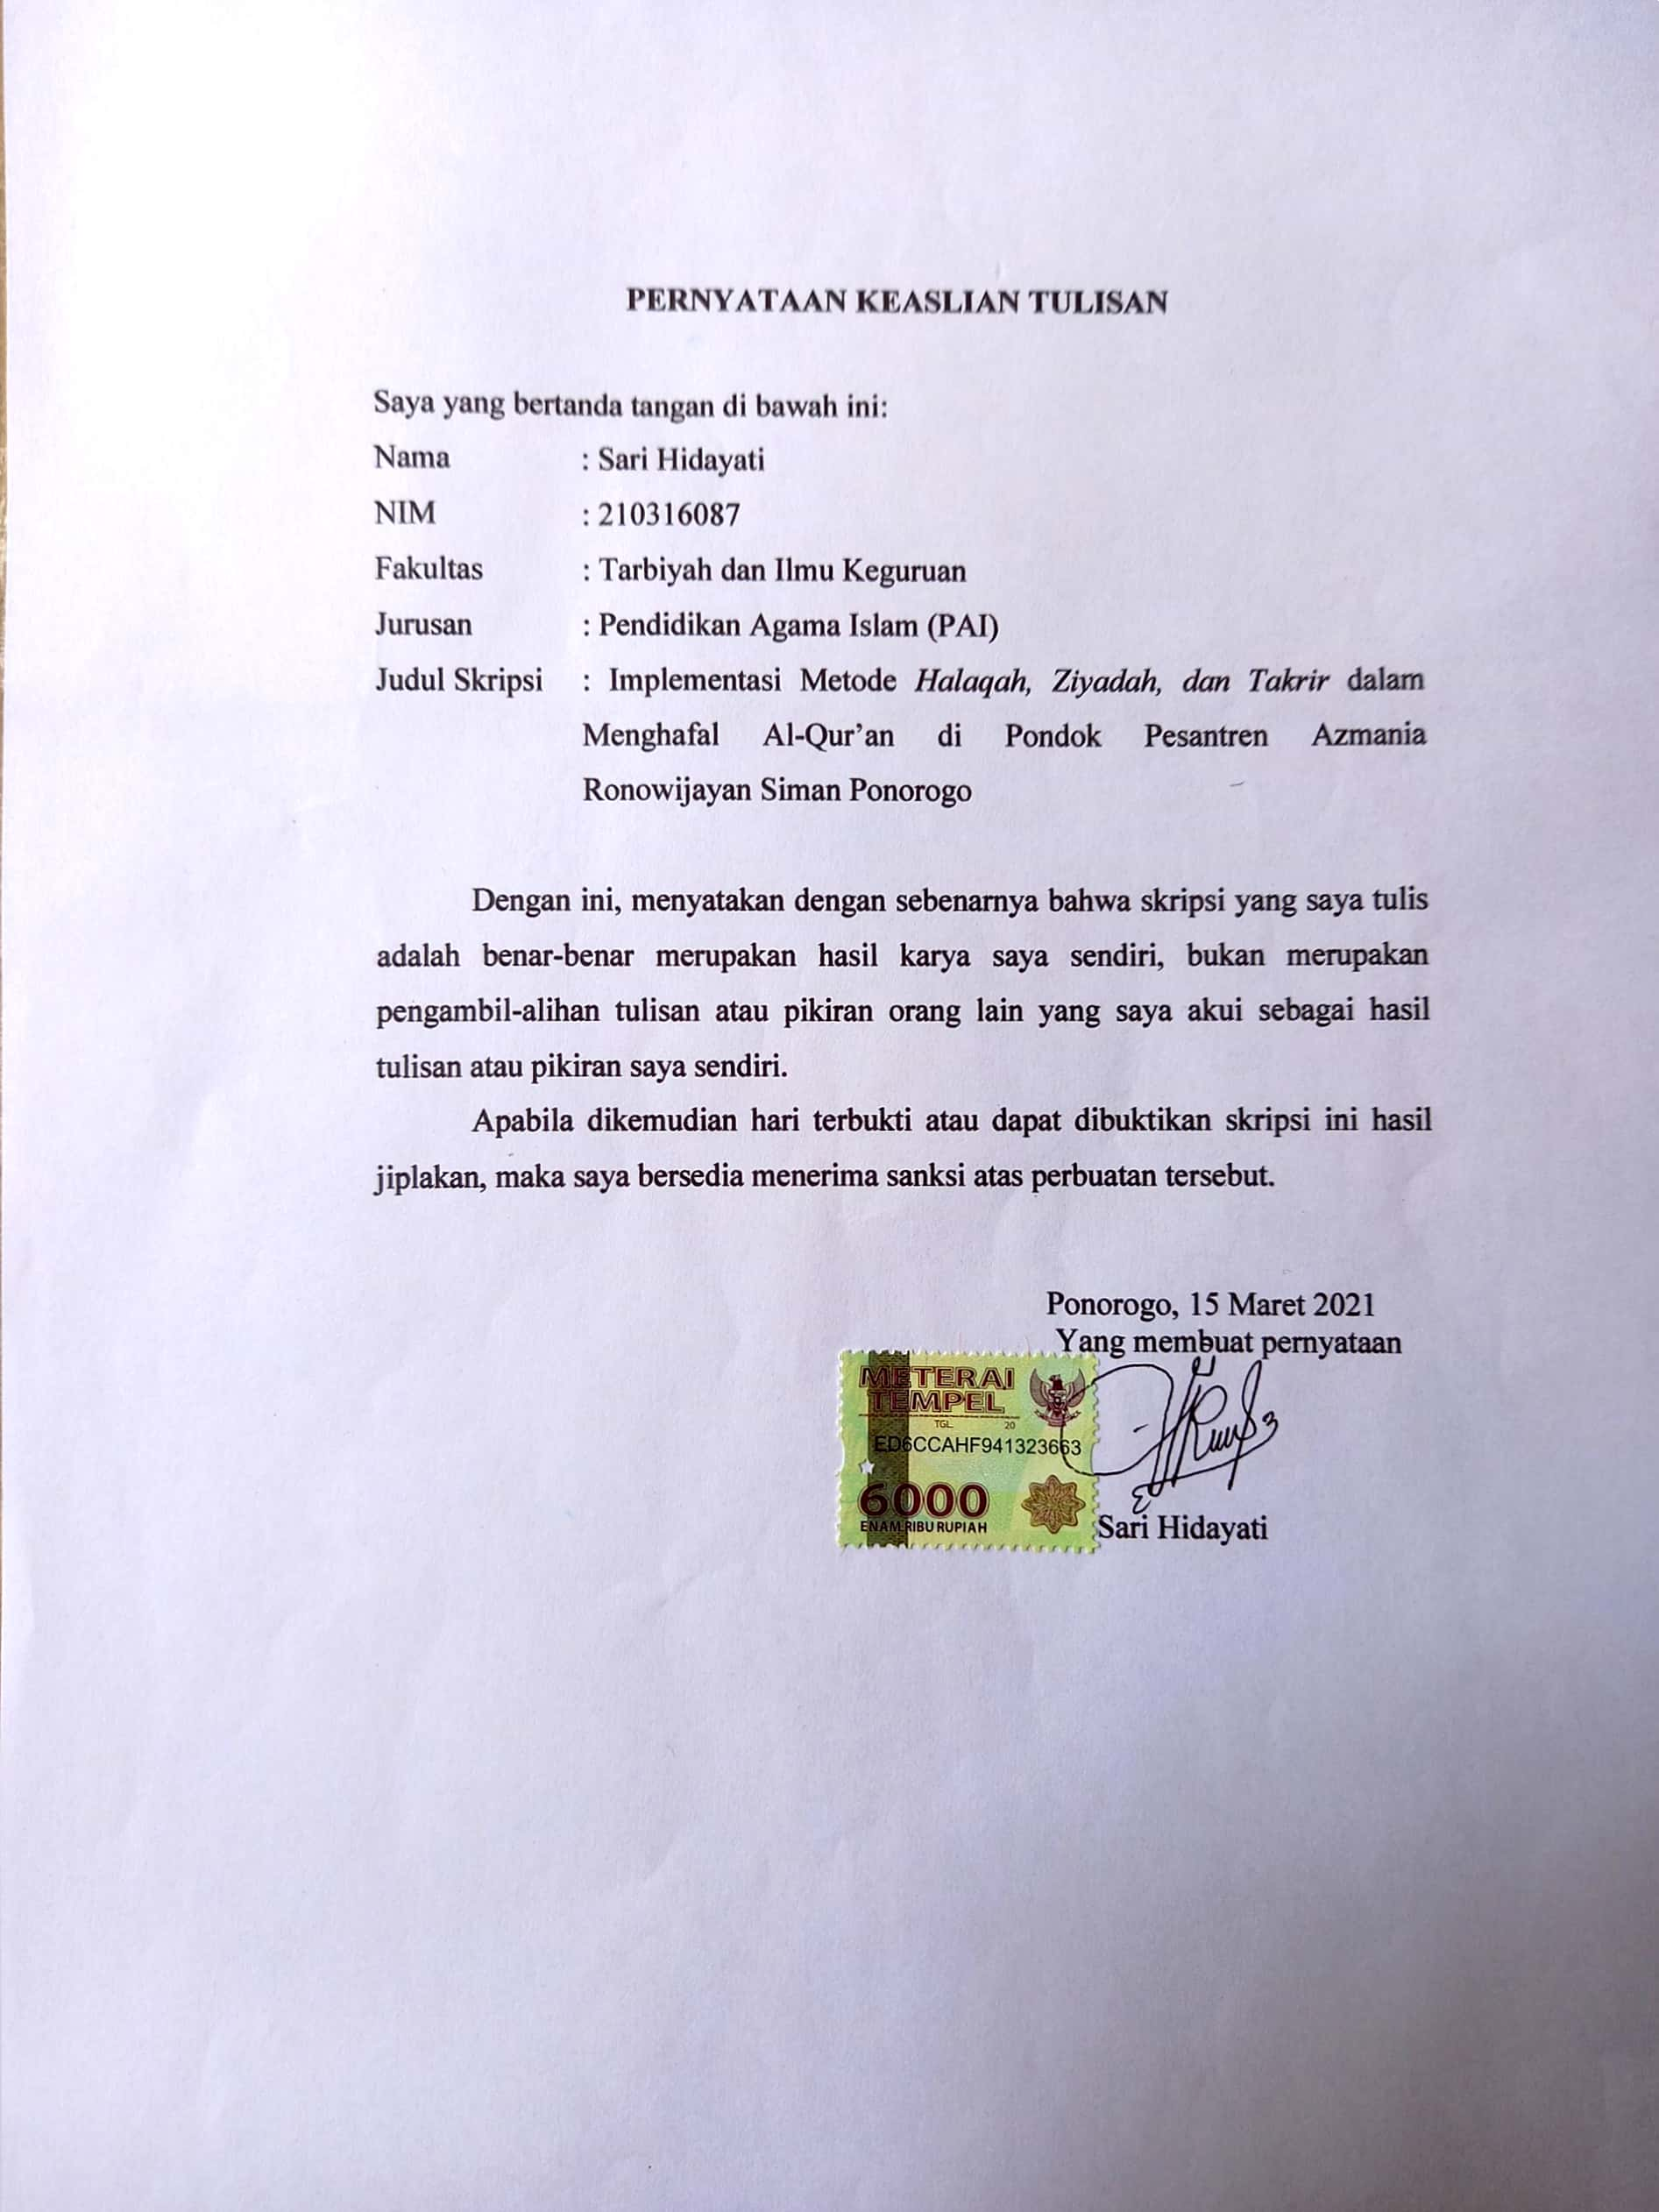 PERNYATAAN KEASLIAN TULISAN
Saya yang bertanda tangan di bawah ini:
Nama : Sari Hidayati
NIM : 210316087
Fakultas : Tarbiyah dan Ilmu Keguruan
Jurusan : Pendidikan Agama Islam (PAI)
Judul Skripsi : Implementasi Metode Halaqah, Ziyadah, dan Takrir dalam
Menghafal Al-Qur'an di Pondok Pesantren Azmania
Ronowijayan Siman Ponorogo
Dengan ini, menyatakan dengan sebenarnya bahwa skripsi yang saya tulis
adalah benar-benar merupakan hasil karya saya sendiri, bukan merupakan
pengambil-alihan tulisan atau pikiran orang lain yang saya akui sebagai hasil
tulisan atau pikiran saya sendiri.
Apabila dikemudian hari terbukti atau dapat dibuktikan skripsi ini hasil
jiplakan, maka saya bersedia menerima sanksi atas perbuatan tersebut.
Ponorogo, 15 Maret 2021
Yang membuat pernyataan
METERAI
TEMPEL
TGL. 20
ED6CCAHF941323663
6000
ENAM RIBU RUPIAH
Sari Hidayati